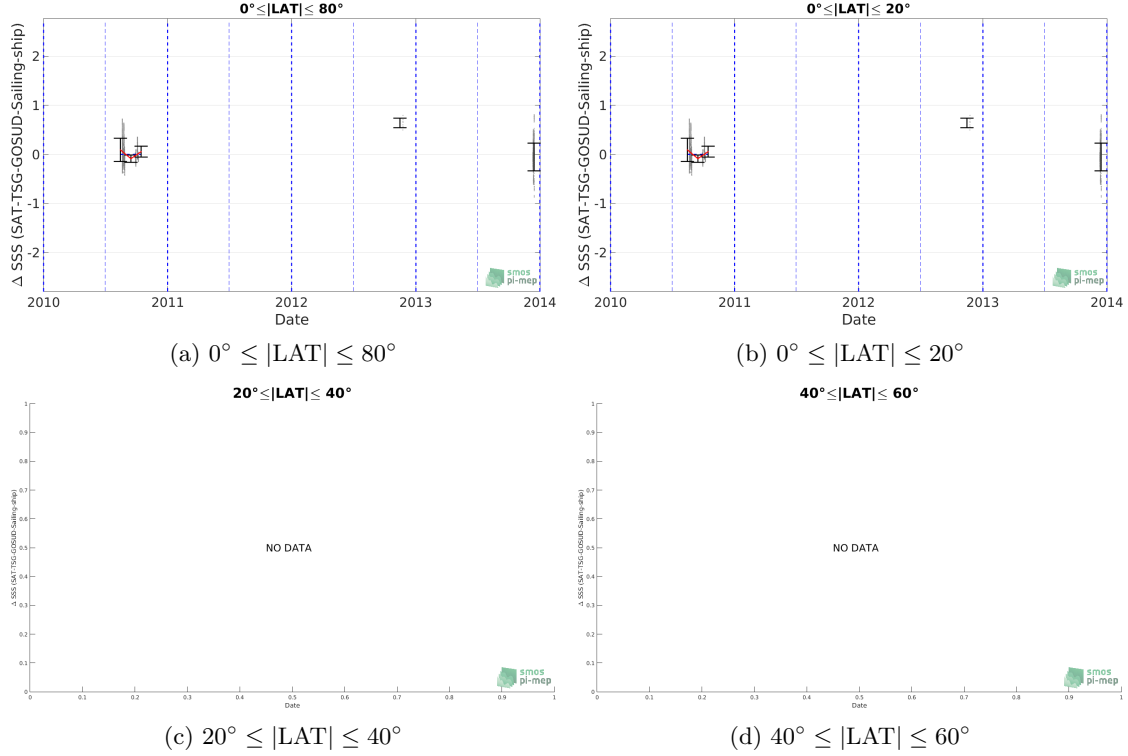 0°≤|LAT|≤ 80°
Δ SSS (SAT-TSG-GOSUD-Sailing-ship)
2
1
0
-1
-2
2010 2011 2012 2013 2014
Date
smos
pi-mep
(a) 0° ≤ |LAT| ≤ 80°
0°≤|LAT|≤ 20°
Δ SSS (SAT-TSG-GOSUD-Sailing-ship)
2
1
0
-1
-2
2010 2011 2012 2013 2014
Date
smos
pi-mep
(b) 0° ≤ |LAT| ≤ 20°
20°≤|LAT|≤ 40°
Δ SSS (SAT-TSG-GOSUD-Sailing-ship)
1
0.9
0.8
0.7
0.6
0.5
0.4
0.3
0.2
0.1
0
NO DATA
0 0.1 0.2 0.3 0.4 0.5 0.6 0.7 0.8 0.9 1
Date
smos
pi-mep
(c) 20° ≤ |LAT| ≤ 40°
40°≤|LAT|≤ 60°
Δ SSS (SAT-TSG-GOSUD-Sailing-ship)
1
0.9
0.8
0.7
0.6
0.5
0.4
0.3
0.2
0.1
0
NO DATA
0 0.1 0.2 0.3 0.4 0.5 0.6 0.7 0.8 0.9 1
Date
smos
pi-mep
(d) 40° ≤ |LAT| ≤ 60°